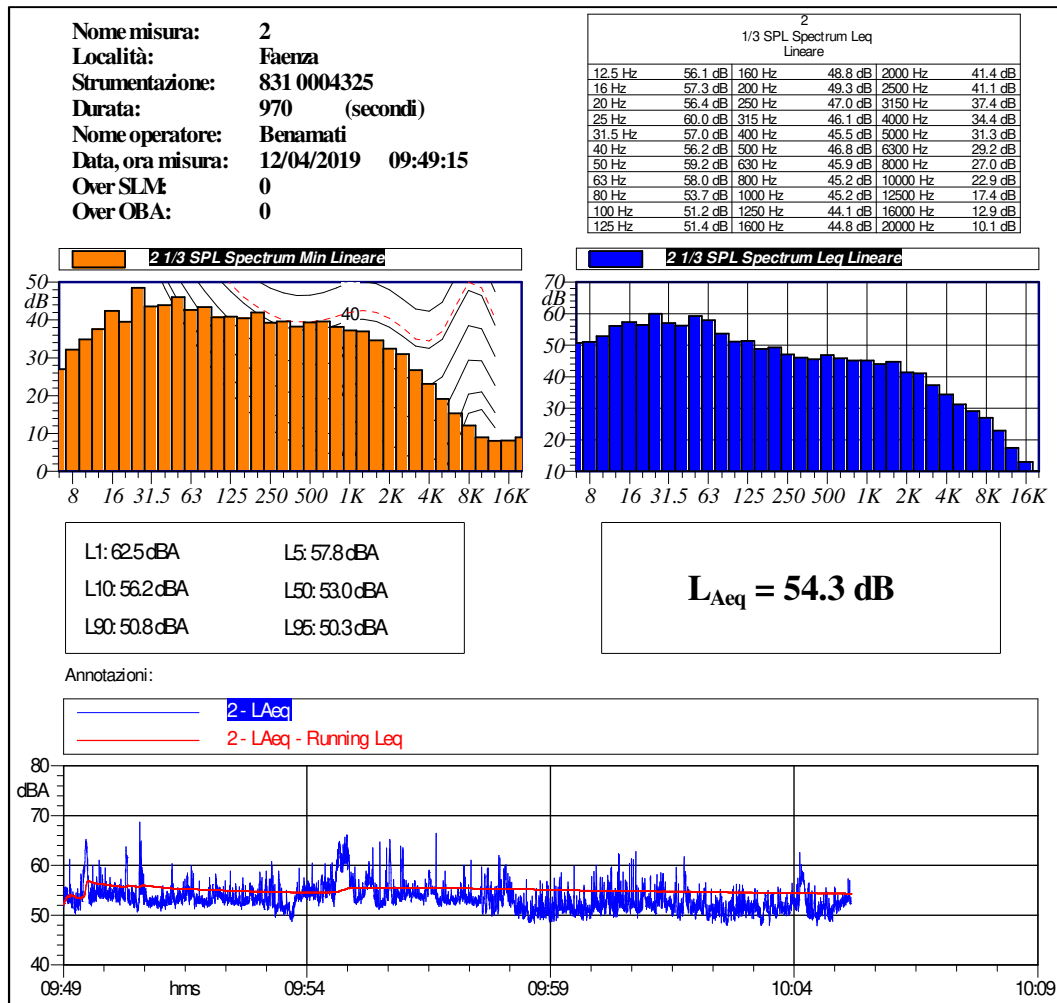 Nome misura: 2
Località: Faenza
Strumentazione: 831 0004325
Durata: 970 (secondi)
Nome operatore: Benamati
Data, ora misura: 12/04/2019 09:49:15
Over SLM: 0
Over OBA: 0
2
1/3 SPL Spectrum Leq
Lineare
12.5 Hz 56.1 dB 160 Hz 48.8 dB 2000 Hz 41.4 dB
16 Hz 57.3 dB 200 Hz 49.3 dB 2500 Hz 41.1 dB
20 Hz 56.4 dB 250 Hz 47.0 dB 3150 Hz 37.4 dB
25 Hz 60.0 dB 315 Hz 46.1 dB 4000 Hz 34.4 dB
31.5 Hz 57.0 dB 400 Hz 45.5 dB 5000 Hz 31.3 dB
40 Hz 56.2 dB 500 Hz 46.8 dB 6300 Hz 29.2 dB
50 Hz 59.2 dB 630 Hz 45.9 dB 8000 Hz 27.0 dB
63 Hz 58.0 dB 800 Hz 45.2 dB 10000 Hz 22.9 dB
80 Hz 53.7 dB 1000 Hz 45.2 dB 12500 Hz 17.4 dB
100 Hz 51.2 dB 1250 Hz 44.1 dB 16000 Hz 12.9 dB
125 Hz 51.4 dB 1600 Hz 44.8 dB 20000 Hz 10.1 dB
2 1/3 SPL Spectrum Min Lineare
50
dB
40
40
30
20
10
0
8 16 31.5 63 125 250 500 1K 2K 4K 8K 16K
2 1/3 SPL Spectrum Leq Lineare
70
dB
60
50
40
30
20
10
8 16 31.5 63 125 250 500 1K 2K 4K 8K 16K
L1: 62.5 dBA L5: 57.8 dBA
L10: 56.2 dBA L50: 53.0 dBA
L90: 50.8 dBA L95: 50.3 dBA
LAeq = 54.3 dB
Annotazioni:
2 - LAeq
2 - LAeq - Running Leq
80
dBA
70
60
50
40
09:49 hms 09:54 09:59 10:04 10:09